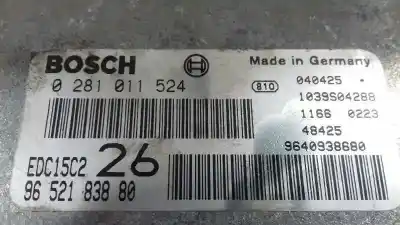 BOSCH
Made in Germany
0 281 011 524
810
040425 -
1039S04288
1166 0223
48425
9640938680
EDC15C2 26
96 521 838 80